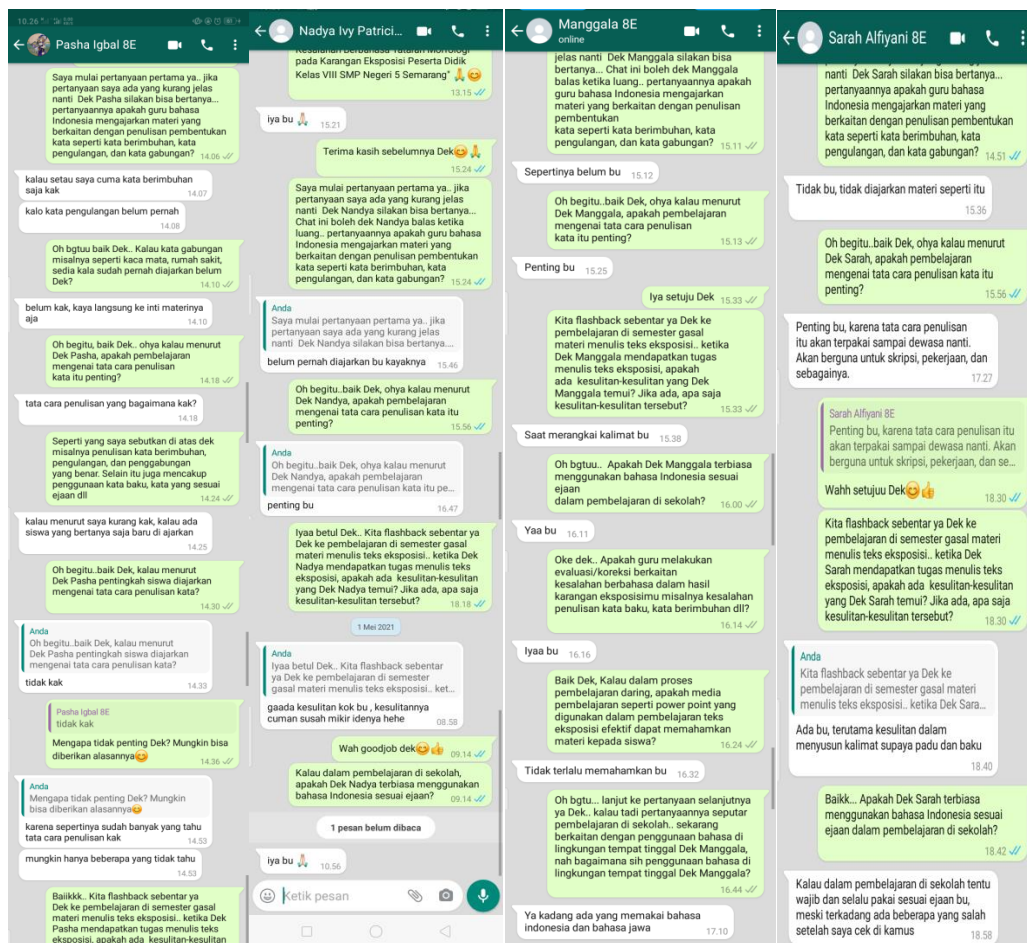 10.26
Pasha Igbal 8E
Saya mulai pertanyaan pertama ya.. jika
pertanyaan saya ada yang kurang jelas
nanti Dek Pasha silakan bisa bertanya...
pertanyaannya apakah guru bahasa
Indonesia mengajarkan materi yang
berkaitan dengan penulisan pembentukan
kata seperti kata berimbuhan, kata
pengulangan, dan kata gabungan? 14.06
kalau setau saya cuma kata berimbuhan
saja kak
14.07
kalo kata pengulangan belum pernah
14.08
Oh bgtuu baik Dek.. Kalau kata gabungan
misalnya seperti kaca mata, rumah sakit,
sedia kala sudah pernah diajarkan belum
Dek?
14.10
belum kak, kaya langsung ke inti materinya
aja
14.10
Oh begitu, baik Dek.. ohya kalau menurut
Dek Pasha, apakah pembelajaran
mengenai tata cara penulisan
kata itu penting?
14.18
tata cara penulisan yang bagaimana kak?
14.18
Seperti yang saya sebutkan di atas dek
misalnya penulisan kata berimbuhan,
pengulangan, dan penggabungan
yang benar. Selain itu juga mencakup
penggunaan kata baku, kata yang sesuai
ejaan dll
14.24
kalau menurut saya kurang kak, kalau ada
siswa yang bertanya saja baru di ajarkan
14.25
Oh begitu..baik Dek, kalau menurut
Dek Pasha pentingkah siswa diajarkan
mengenai tata cara penulisan kata?
14.30
Anda
Oh begitu..baik Dek, kalau menurut
Dek Pasha pentingkah siswa diajarkan
mengenai tata cara penulisan kata?
tidak kak
14.33
Pasha Igbal 8E
tidak kak
Mengapa tidak penting Dek? Mungkin bisa
diberikan alasannya😊
14.36
Anda
Mengapa tidak penting Dek? Mungkin
bisa diberikan alasannya😊
karena sepertinya sudah banyak yang tahu
tata cara penulisan kak
14.53
mungkin hanya beberapa yang tidak tahu
14.53
Baiikkk.. Kita flashback sebentar ya
Dek ke pembelajaran di semester gasal
materi menulis teks eksposisi.. ketika Dek
Pasha mendapatkan tugas menulis teks
eksposisi, apakah ada kesulitan-kesulitan
Nadya Ivy Patrici...
Kesalahan Berbahasa Tataran Morfologi
pada Karangan Eksposisi Peserta Didik
Kelas VIII SMP Negeri 5 Semarang" 🙏😊
13.15
iya bu 🙏
15.21
Terima kasih sebelumnya Dek😊🙏
15.24
Saya mulai pertanyaan pertama ya.. jika
pertanyaan saya ada yang kurang jelas
nanti Dek Nandya silakan bisa bertanya...
Chat ini boleh dek Nandya balas ketika
luang.. pertanyaannya apakah guru bahasa
Indonesia mengajarkan materi yang
berkaitan dengan penulisan pembentukan
kata seperti kata berimbuhan, kata
pengulangan, dan kata gabungan? 15.24
Anda
Saya mulai pertanyaan pertama ya.. jika
pertanyaan saya ada yang kurang jelas
nanti Dek Nandya silakan bisa bertanya....
belum pernah diajarkan bu kayaknya
15.46
Oh begitu..baik Dek, ohya kalau menurut
Dek Nandya, apakah pembelajaran
mengenai tata cara penulisan kata itu
penting?
15.56
Anda
Oh begitu..baik Dek, ohya kalau menurut
Dek Nandya, apakah pembelajaran
mengenai tata cara penulisan kata itu pe...
penting bu
16.47
Iyaa betul Dek.. Kita flashback sebentar ya
Dek ke pembelajaran di semester gasal
materi menulis teks eksposisi.. ketika Dek
Nadya mendapatkan tugas menulis teks
eksposisi, apakah ada kesulitan-kesulitan
yang Dek Nadya temui? Jika ada, apa saja
kesulitan-kesulitan tersebut?
18.18
1 Mei 2021
Anda
Iyaa betul Dek.. Kita flashback sebentar
ya Dek ke pembelajaran di semester
gasal materi menulis teks eksposisi.. ket...
gaada kesulitan kok bu , kesulitannya
cuman susah mikir idenya hehe
08.58
Wah goodjob dek😊👍
09.14
Kalau dalam pembelajaran di sekolah,
apakah Dek Nadya terbiasa menggunakan
bahasa Indonesia sesuai ejaan?
09.14
1 pesan belum dibaca
iya bu 🙏
10.56
Ketik pesan
Manggala 8E
online
jelas nanti Dek Manggala silakan bisa
bertanya... Chat ini boleh dek Manggala
balas ketika luang.. pertanyaannya apakah
guru bahasa Indonesia mengajarkan
materi yang berkaitan dengan penulisan
pembentukan
kata seperti kata berimbuhan, kata
pengulangan, dan kata gabungan? 15.11
Sepertinya belum bu
15.12
Oh begitu..baik Dek, ohya kalau menurut
Dek Manggala, apakah pembelajaran
mengenai tata cara penulisan
kata itu penting?
15.13
Penting bu
15.25
Iya setuju Dek 15.33
Kita flashback sebentar ya Dek ke
pembelajaran di semester gasal
materi menulis teks eksposisi.. ketika
Dek Manggala mendapatkan tugas
menulis teks eksposisi, apakah
ada kesulitan-kesulitan yang Dek
Manggala temui? Jika ada, apa saja
kesulitan-kesulitan tersebut?
15.33
Saat merangkai kalimat bu
15.38
Oh bgtuu.. Apakah Dek Manggala terbiasa
menggunakan bahasa Indonesia sesuai
ejaan
dalam pembelajaran di sekolah?
16.00
Yaa bu
16.11
Oke dek.. Apakah guru melakukan
evaluasi/koreksi berkaitan
kesalahan berbahasa dalam hasil
karangan eksposisimu misalnya kesalahan
penulisan kata baku, kata berimbuhan dll?
16.14
Iyaa bu
16.16
Baik Dek, Kalau dalam proses
pembelajaran daring, apakah media
pembelajaran seperti power point yang
digunakan dalam pembelajaran teks
eksposisi efektif dapat memahamkan
materi kepada siswa?
16.24
Tidak terlalu memahamkan bu
16.32
Oh bgtu... lanjut ke pertanyaan selanjutnya
ya Dek.. kalau tadi pertanyaannya seputar
pembelajaran di sekolah.. sekarang
berkaitan dengan penggunaan bahasa di
lingkungan tempat tinggal Dek Manggala,
nah bagaimana sih penggunaan bahasa di
lingkungan tempat tinggal Dek Manggala?
16.44
Ya kadang ada yang memakai bahasa
indonesia dan bahasa jawa
17.10
Sarah Alfiyani 8E
nanti Dek Sarah silakan bisa bertanya...
pertanyaannya apakah guru bahasa
Indonesia mengajarkan materi yang
berkaitan dengan penulisan pembentukan
kata seperti kata berimbuhan, kata
pengulangan, dan kata gabungan? 14.51
Tidak bu, tidak diajarkan materi seperti itu
15.36
Oh begitu..baik Dek, ohya kalau menurut
Dek Sarah, apakah pembelajaran
mengenai tata cara penulisan kata itu
penting?
15.56
Penting bu, karena tata cara penulisan
itu akan terpakai sampai dewasa nanti.
Akan berguna untuk skripsi, pekerjaan, dan
sebagainya.
17.27
Sarah Alfiyani 8E
Penting bu, karena tata cara penulisan itu
akan terpakai sampai dewasa nanti. Akan
berguna untuk skripsi, pekerjaan, dan se...
Wahh setujuu Dek😊👍
18.30
Kita flashback sebentar ya Dek ke
pembelajaran di semester gasal materi
menulis teks eksposisi.. ketika Dek
Sarah mendapatkan tugas menulis teks
eksposisi, apakah ada kesulitan-kesulitan
yang Dek Sarah temui? Jika ada, apa saja
kesulitan-kesulitan tersebut?
18.30
Anda
Kita flashback sebentar ya Dek ke
pembelajaran di semester gasal materi
menulis teks eksposisi.. ketika Dek Sara...
Ada bu, terutama kesulitan dalam
menyusun kalimat supaya padu dan baku
18.40
Baikk... Apakah Dek Sarah terbiasa
menggunakan bahasa Indonesia sesuai
ejaan dalam pembelajaran di sekolah?
18.42
Kalau dalam pembelajaran di sekolah tentu
wajib dan selalu pakai sesuai ejaan bu,
meski terkadang ada beberapa yang salah
setelah saya cek di kamus
18.58